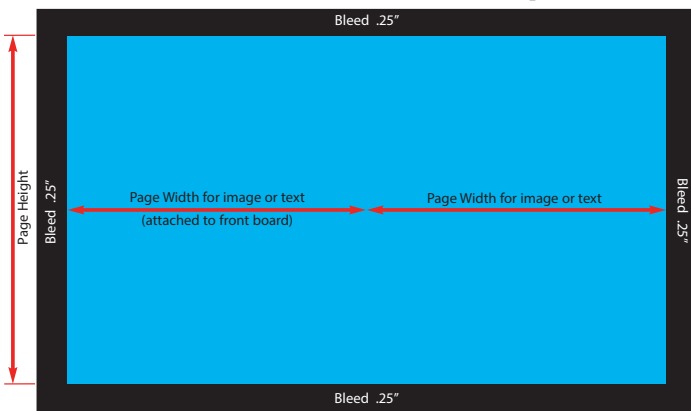 Bleed .25"
Page Height
Bleed .25"
Page Width for image or text
(attached to front board)
Page Width for image or text
Bleed .25"
Bleed .25"